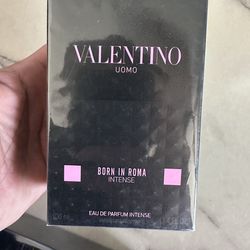 VALENTINO
UOMO
BORN IN ROMA
INTENSE
EAU DE PARFUM INTENSE